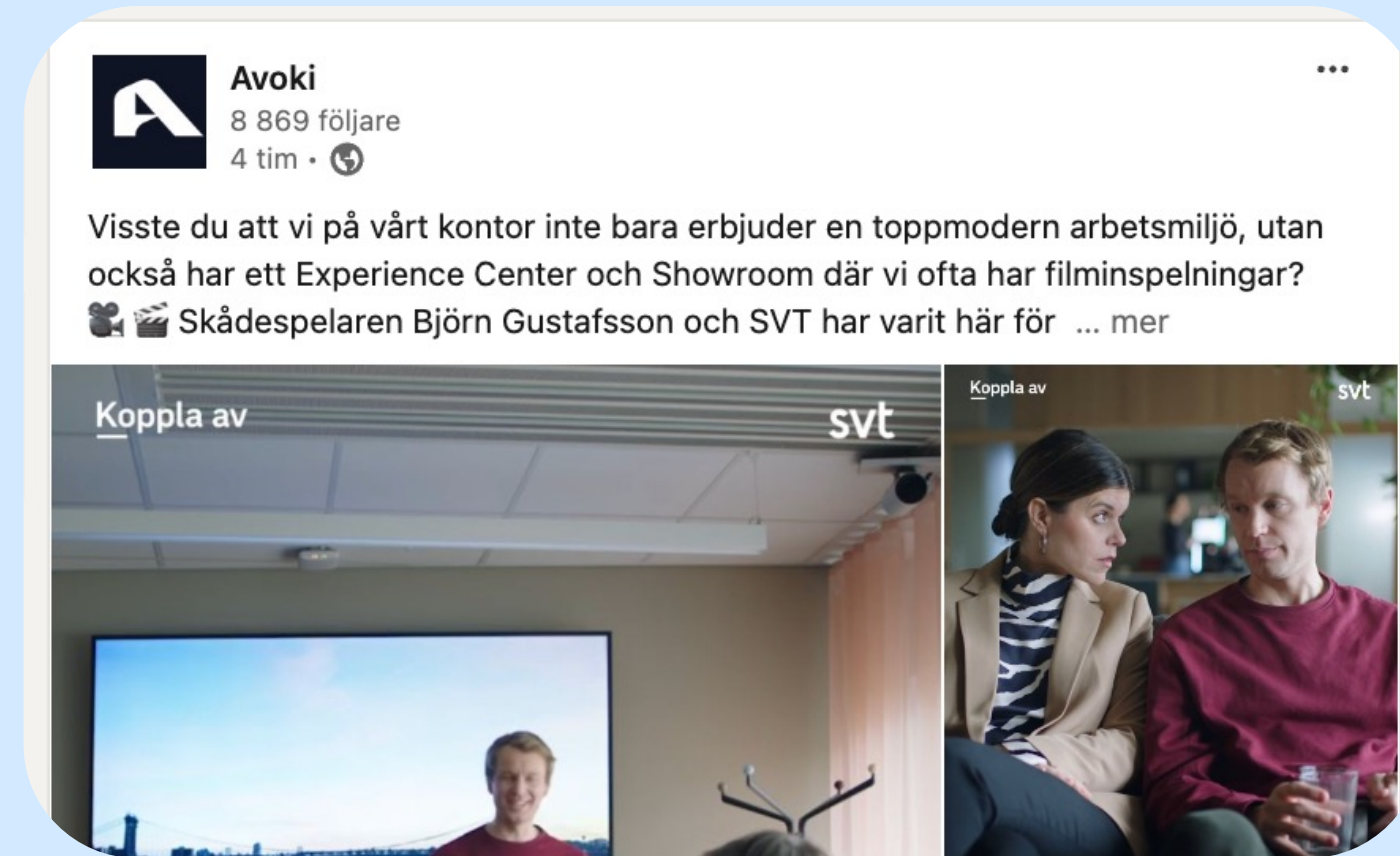 Avoki
8 869 följare
4 tim •
Visste du att vi på vårt kontor inte bara erbjuder en toppmodern arbetsmiljö, utan
också har ett Experience Center och Showroom där vi ofta har filminspelningar?
🎥 🎬 Skådespelaren Björn Gustafsson och SVT har varit här för ... mer
Koppla av
svt
Koppla av
svt